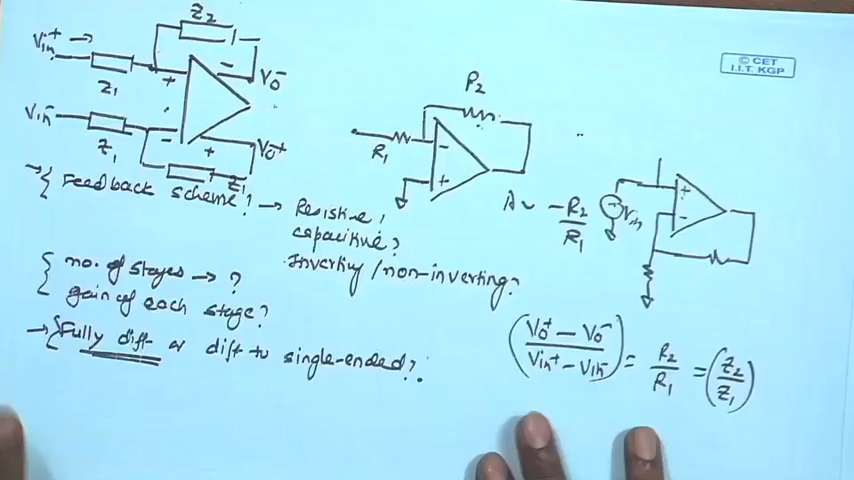 Z2
Vin+ →
Z1
+ −
Vo−
Vin−
Z1
− +
Vo+
Z1
R2
R1
−
+
© CET
I.I.T. KGP
A ~ -R2/R1
Vin
+
−
→ { Feedback scheme? → Resistive,
capacitive?
Inverting/non-inverting?
{ no. of stages → ?
gain of each stage?
→ { Fully diff or diff to single-ended?
(Vo+ − Vo− / Vin+ − Vin−) = R2/R1 = (Z2/Z1)